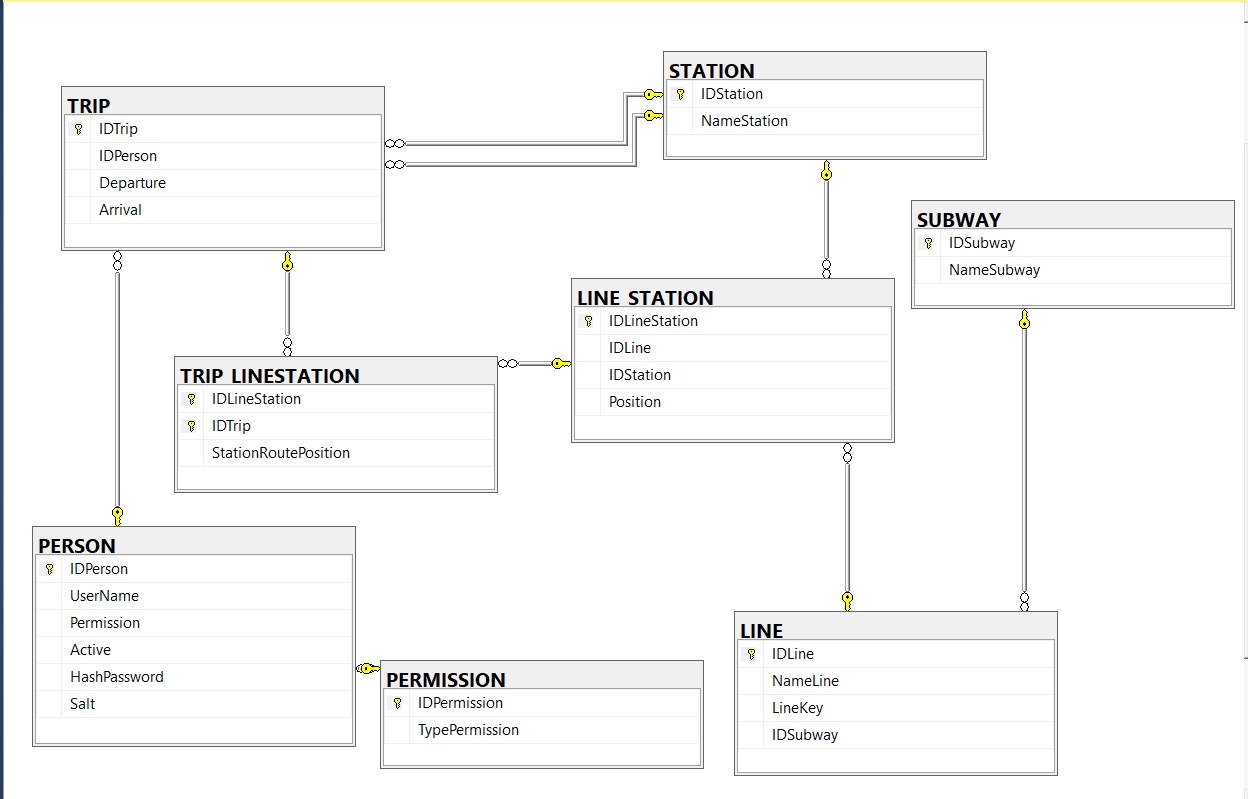 TRIP
IDTrip
IDPerson
Departure
Arrival
STATION
IDStation
NameStation
SUBWAY
IDSubway
NameSubway
LINE_STATION
IDLineStation
IDLine
IDStation
Position
TRIP_LINESTATION
IDLineStation
IDTrip
StationRoutePosition
PERSON
IDPerson
UserName
Permission
Active
HashPassword
Salt
PERMISSION
IDPermission
TypePermission
LINE
IDLine
NameLine
LineKey
IDSubway